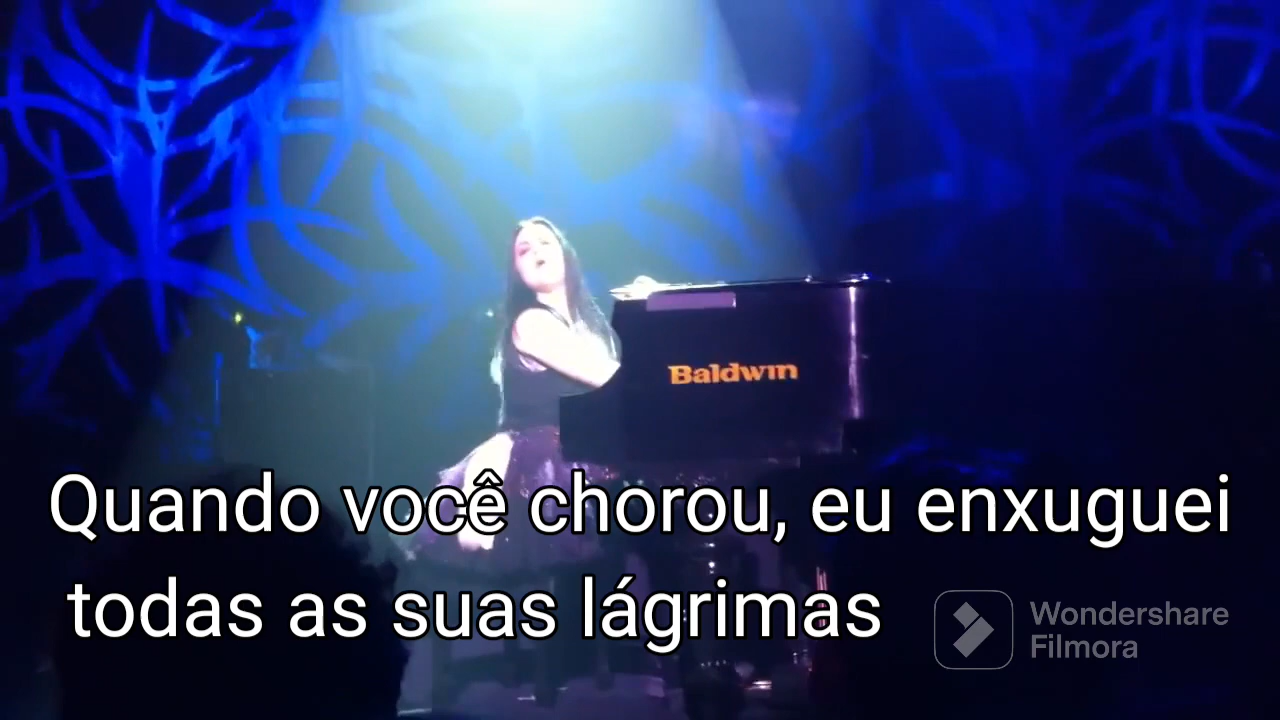 Baldwin
Quando você chorou, eu enxuguei
todas as suas lágrimas
Wondershare
Filmora